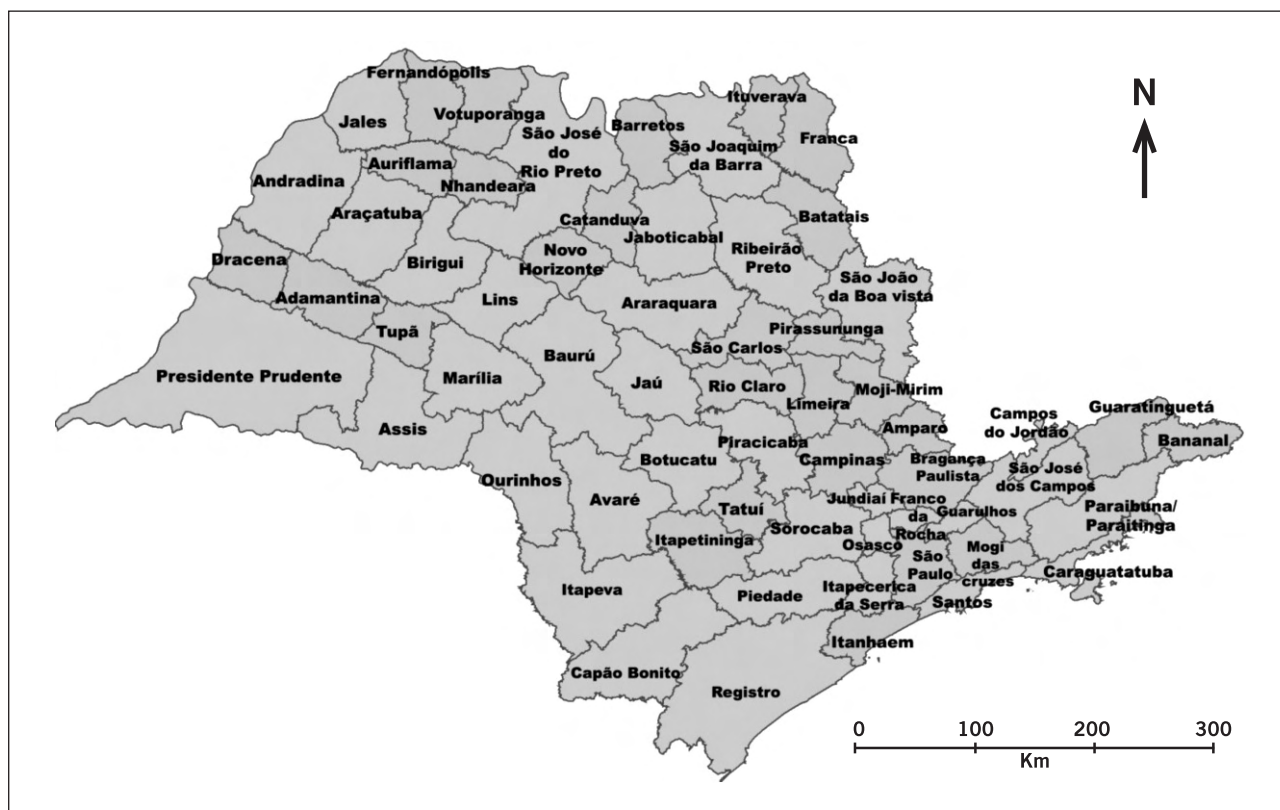 Fernandópolis
Votuporanga
Jales
São José
do
Rio Preto
Barretos
Ituverava
São Joaquim
da Barra
Franca
Andradina
Auriflama
Nhandeara
Araçatuba
Catanduva
Jaboticabal
Batatais
Dracena
Birigui
Novo
Horizonte
Ribeirão
Preto
São João
da Boa vista
Adamantina
Lins
Araraquara
Tupã
Pirassununga
Baurú
São Carlos
Presidente Prudente
Marília
Jaú
Rio Claro
Limeira
Moji-Mirim
Assis
Amparo
Campos
do Jordão
Guaratinguetá
Bananal
Piracicaba
Botucatu
Campinas
Bragança
Paulista
São José
dos Campos
Ourinhos
Avaré
Tatuí
Jundiaí
Franco
da
Rocha
Guarulhos
Paraibuna/
Paraitinga
Itapetininga
Sorocaba
Osasco
São
Paulo
Mogi
das
cruzes
Caraguatatuba
Itapeva
Piedade
Itapecerica
da Serra
Santos
Itanhaem
Capão Bonito
Registro
N
0 100 200 300
Km